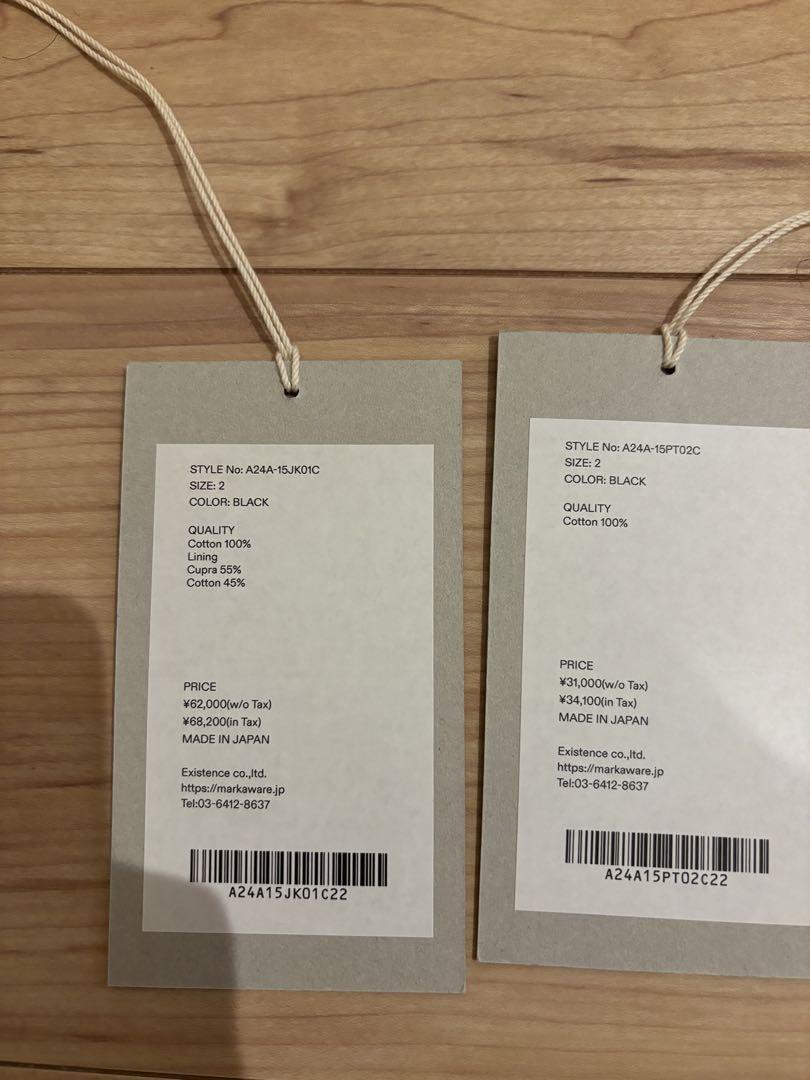 STYLE No: A24A-15JK01C
SIZE: 2
COLOR: BLACK
QUALITY
Cotton 100%
Lining
Cupra 55%
Cotton 45%
PRICE
¥62,000(w/o Tax)
¥68,200(in Tax)
MADE IN JAPAN
Existence co.,ltd.
https://markaware.jp
Tel:03-6412-8637
A24A15JK01C22
STYLE No: A24A-15PT02C
SIZE: 2
COLOR: BLACK
QUALITY
Cotton 100%
PRICE
¥31,000(w/o Tax)
¥34,100(in Tax)
MADE IN JAPAN
Existence co.,ltd.
https://markaware.jp
Tel:03-6412-8637
A24A15PT02C22